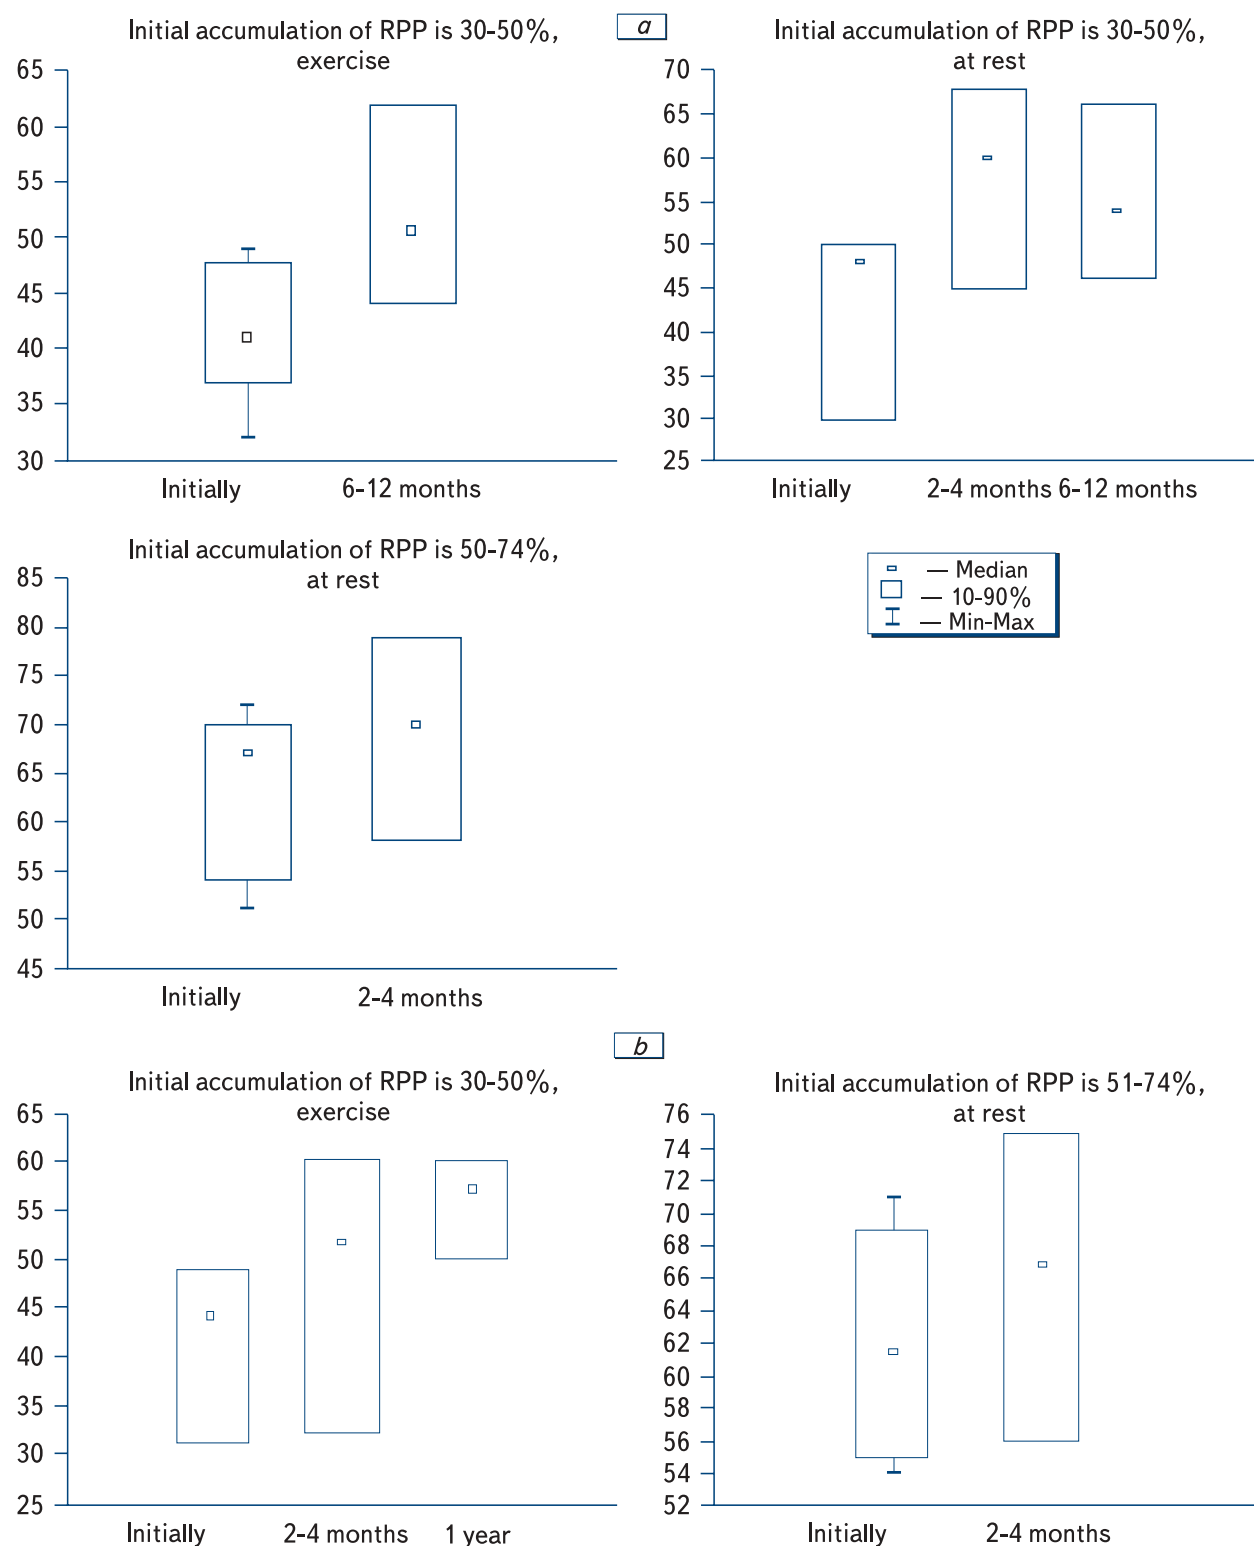 a
Initial accumulation of RPP is 30-50%,
exercise
65
60
55
50
45
40
35
30
Initially 6-12 months
Initial accumulation of RPP is 30-50%,
at rest
70
65
60
55
50
45
40
35
30
25
Initially 2-4 months 6-12 months
Initial accumulation of RPP is 50-74%,
at rest
85
80
75
70
65
60
55
50
45
Initially 2-4 months
— Median
— 10-90%
— Min-Max
b
Initial accumulation of RPP is 30-50%,
exercise
65
60
55
50
45
40
35
30
25
Initially 2-4 months 1 year
Initial accumulation of RPP is 51-74%,
at rest
76
74
72
70
68
66
64
62
60
58
56
54
52
Initially 2-4 months